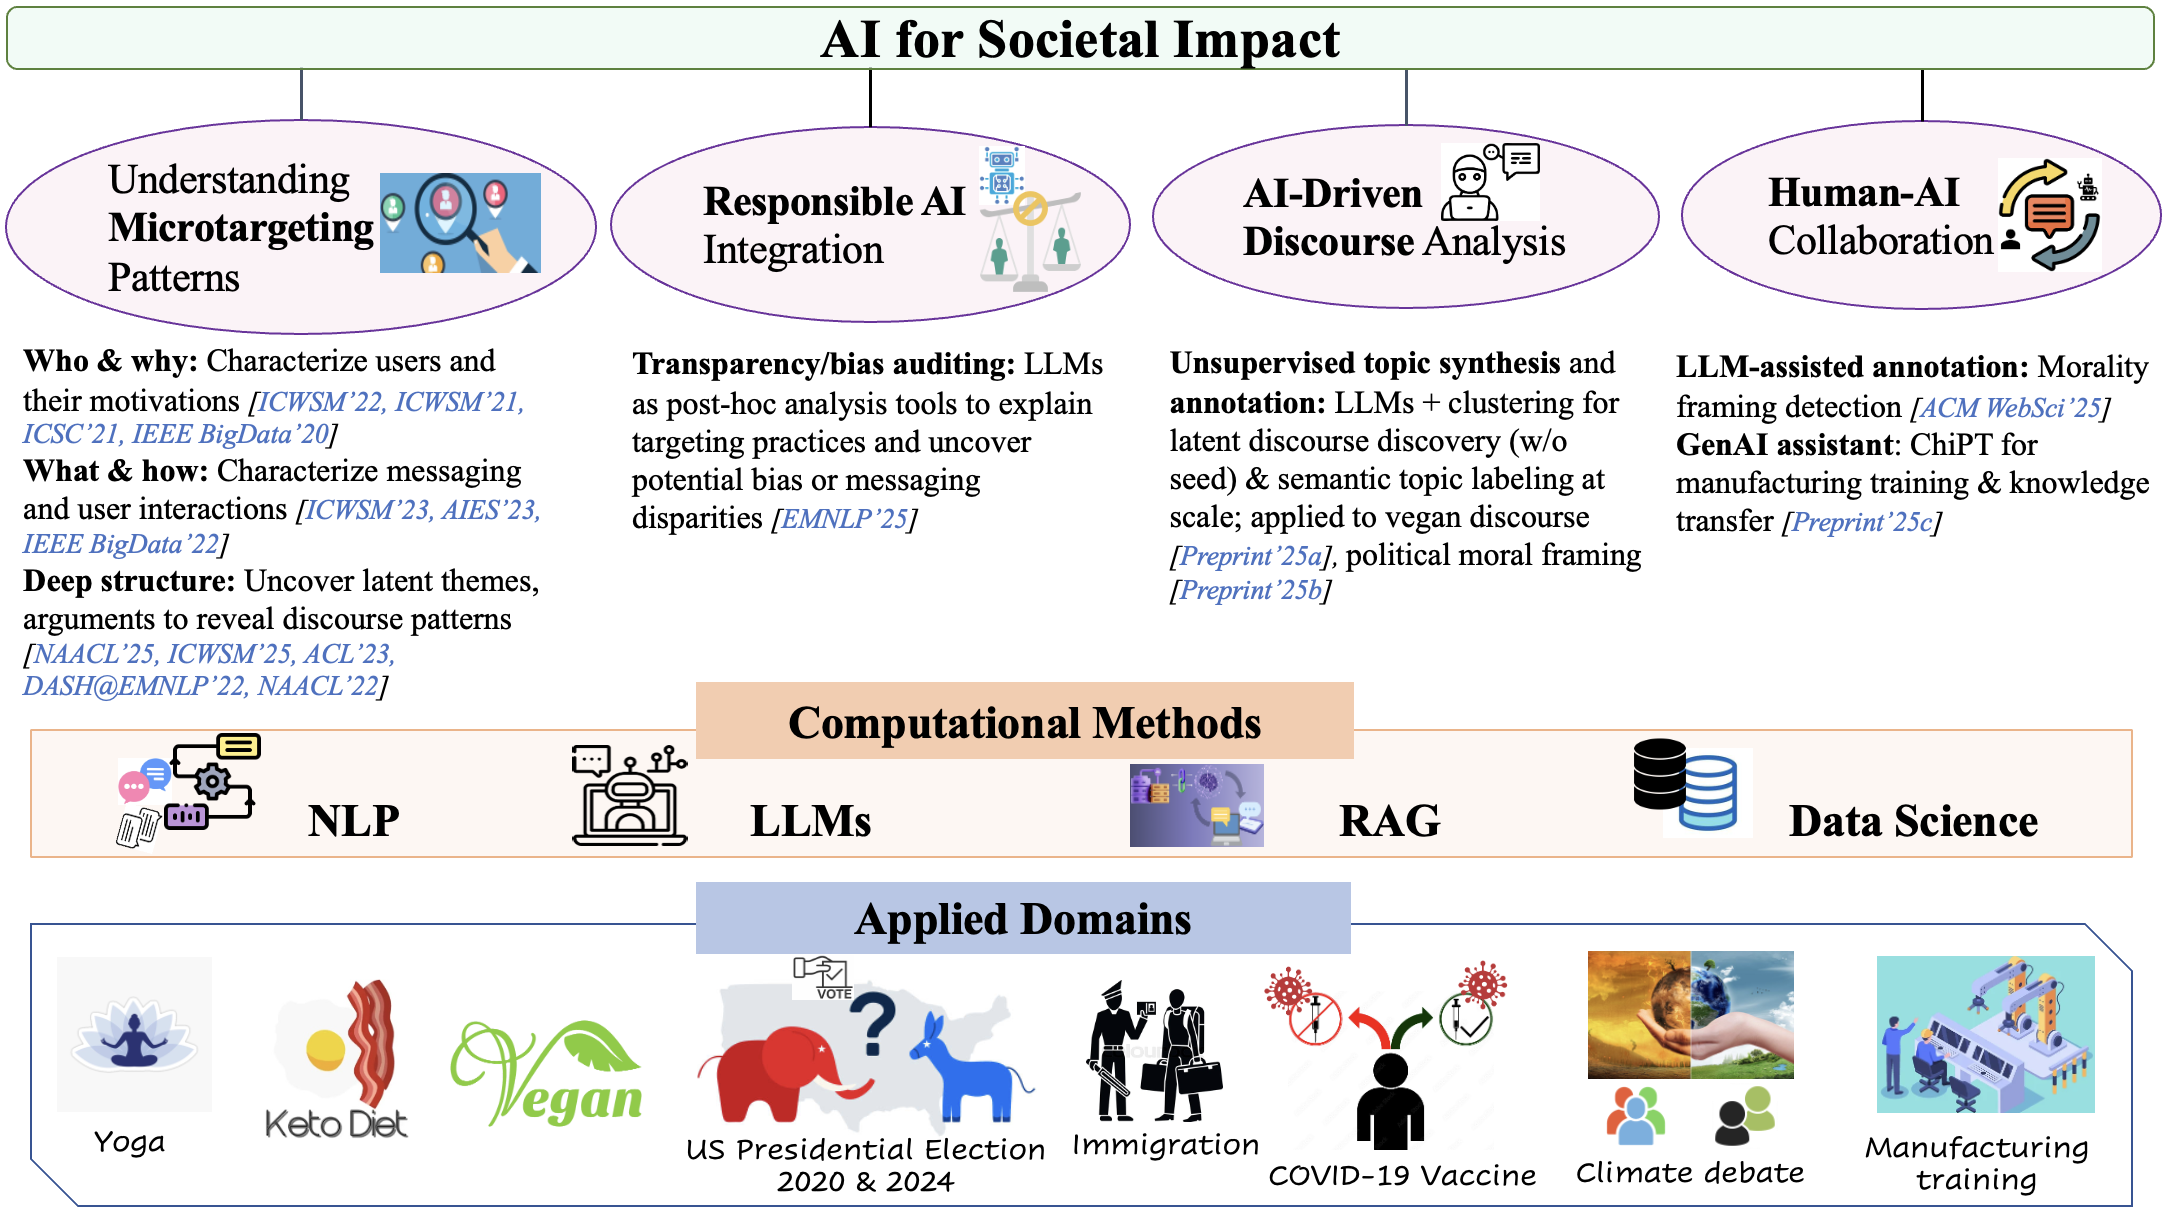 AI for Societal Impact
Understanding
Microtargeting
Patterns
Responsible AI
Integration
AI-Driven
Discourse Analysis
Human-AI
Collaboration
Who & why: Characterize users and
their motivations [ICWSM’22, ICWSM’21,
ICSC’21, IEEE BigData’20]
What & how: Characterize messaging
and user interactions [ICWSM’23, AIES’23,
IEEE BigData’22]
Deep structure: Uncover latent themes,
arguments to reveal discourse patterns
[NAACL’25, ICWSM’25, ACL’23,
DASH@EMNLP’22, NAACL’22]
Transparency/bias auditing: LLMs
as post-hoc analysis tools to explain
targeting practices and uncover
potential bias or messaging
disparities [EMNLP’25]
Unsupervised topic synthesis and
annotation: LLMs + clustering for
latent discourse discovery (w/o
seed) & semantic topic labeling at
scale; applied to vegan discourse
[Preprint’25a], political moral framing
[Preprint’25b]
LLM-assisted annotation: Morality
framing detection [ACM WebSci’25]
GenAI assistant: ChiPT for
manufacturing training & knowledge
transfer [Preprint’25c]
Computational Methods
NLP
LLMs
RAG
Data Science
Applied Domains
Yoga
Keto Diet
Vegan
VOTE
?
US Presidential Election
2020 & 2024
Immigration
COVID-19 Vaccine
Climate debate
Manufacturing
training